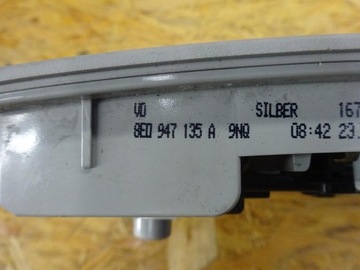 VD SILBER 167
8E0 947 135 A 9NQ 08:42 23.